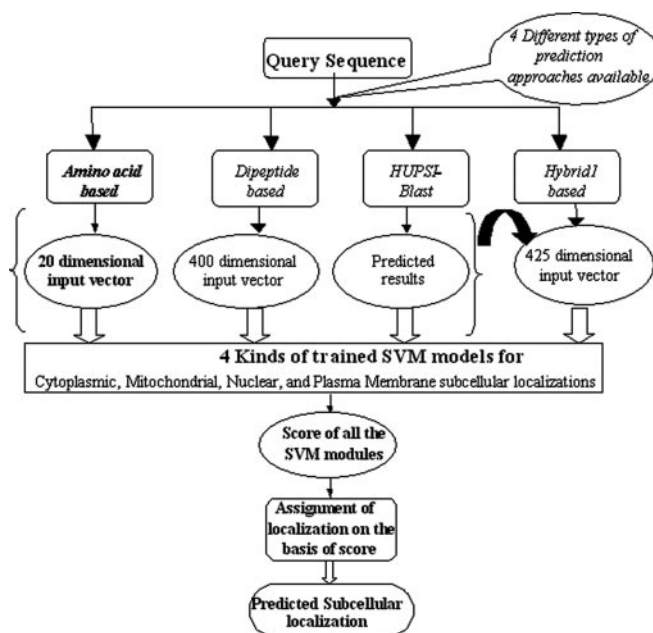 4 Different types of
prediction
approaches available
Query Sequence
Amino acid
based
Dipeptide
based
HUPSI-
Blast
Hybrid1
based
20 dimensional
input vector
400 dimensional
input vector
Predicted
results
425 dimensional
input vector
4 Kinds of trained SVM models for
Cytoplasmic, Mitochondrial, Nuclear, and Plasma Membrane subcellular localizations
Score of all the
SVM modules
Assignment of
localization on the
basis of score
Predicted Subcellular
localization